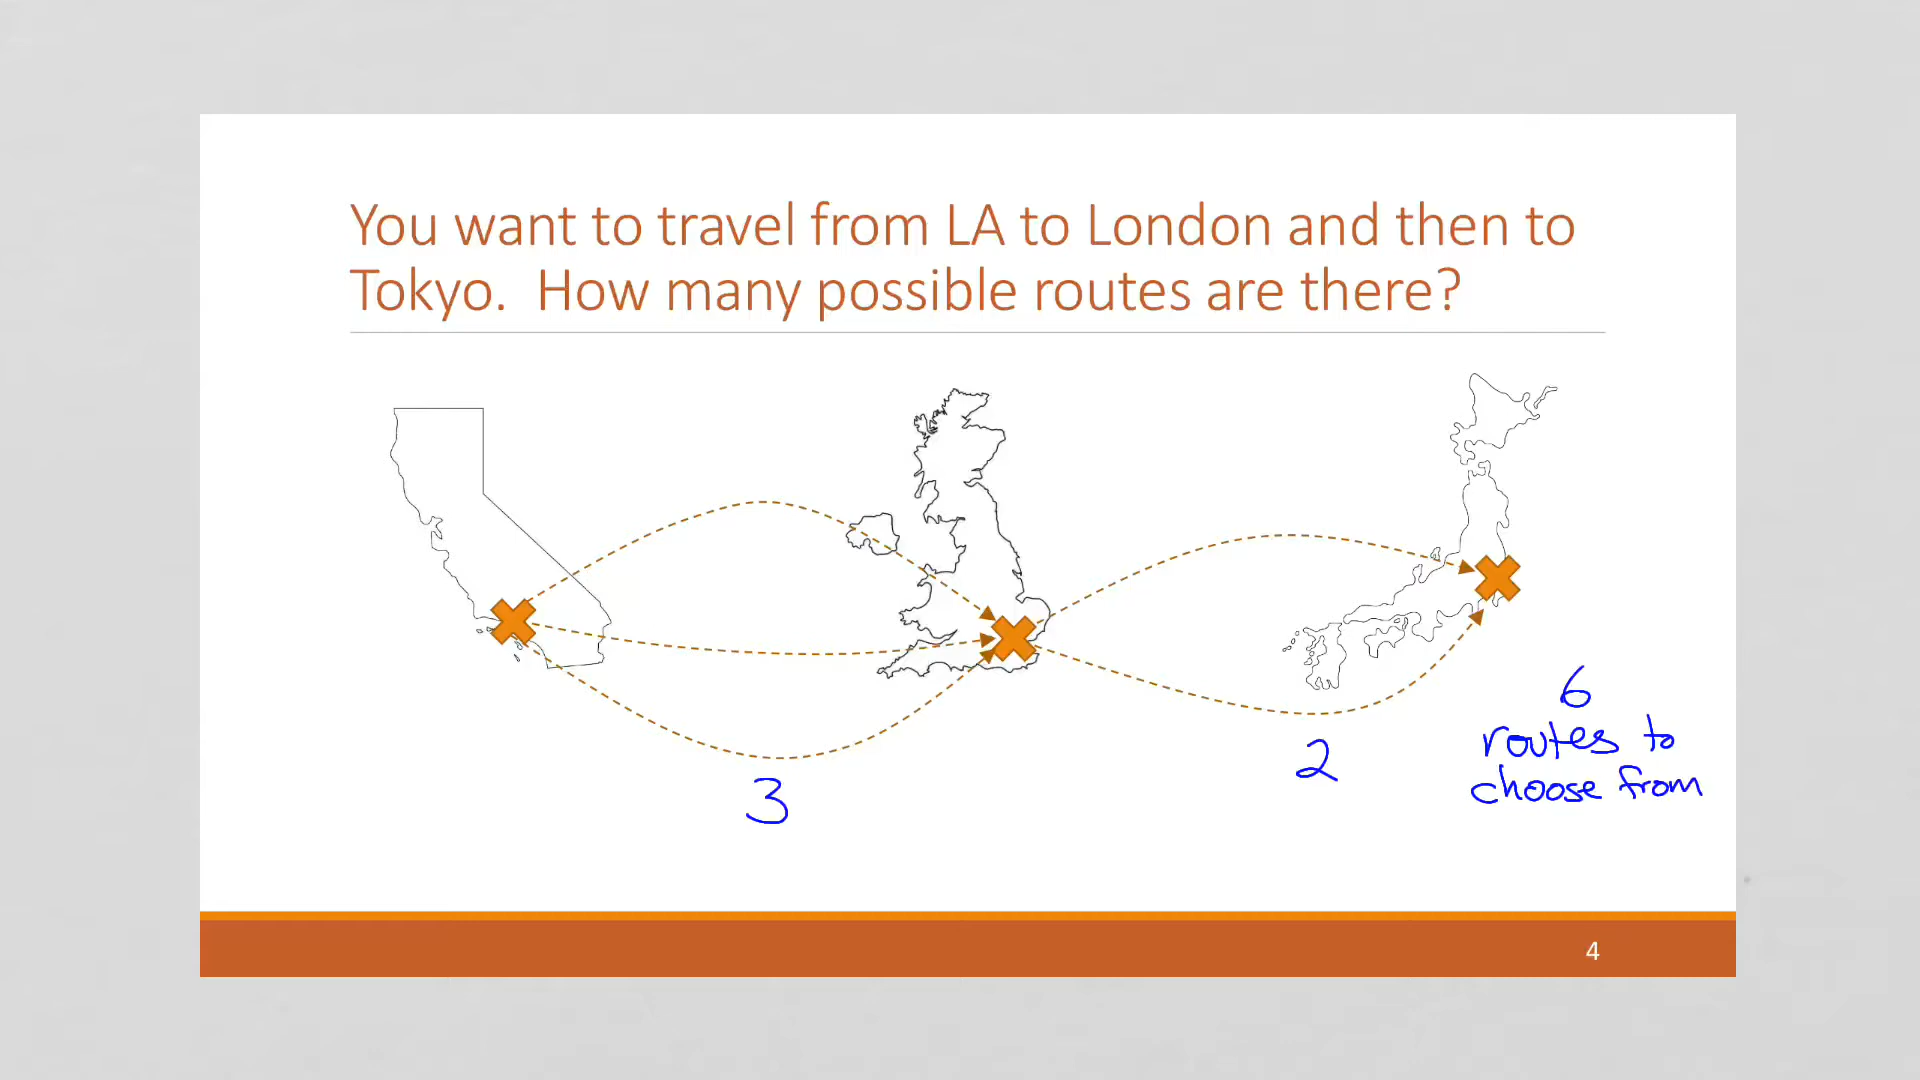 You want to travel from LA to London and then to
Tokyo.  How many possible routes are there?
3
2
6
routes to
choose from
4